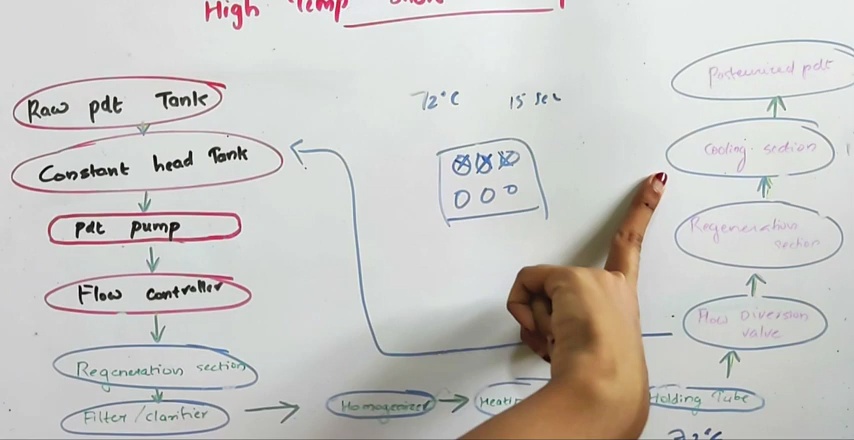 High Temp
72°C 15 Sec
Raw pdt Tank
Constant head Tank
pdt pump
Flow controller
Regeneration section
Filter / clarifier
Homogenizer
Holding Tube
72°C
Flow Diversion
valve
Regeneration
section
Cooling section
Pasteurized pdt